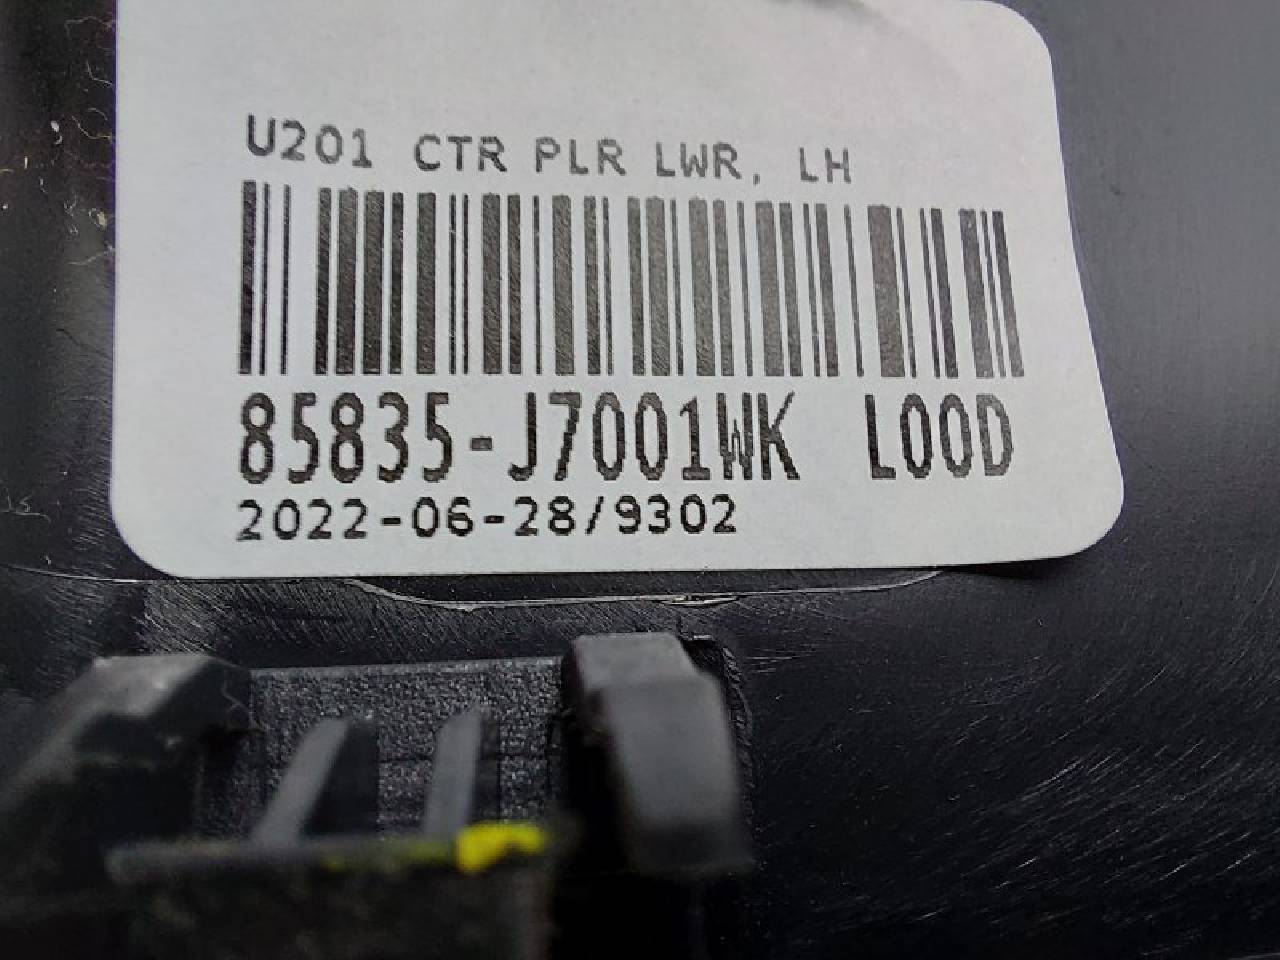 U201 CTR PLR LWR, LH
85835-J7001WK L00D
2022-06-28/9302